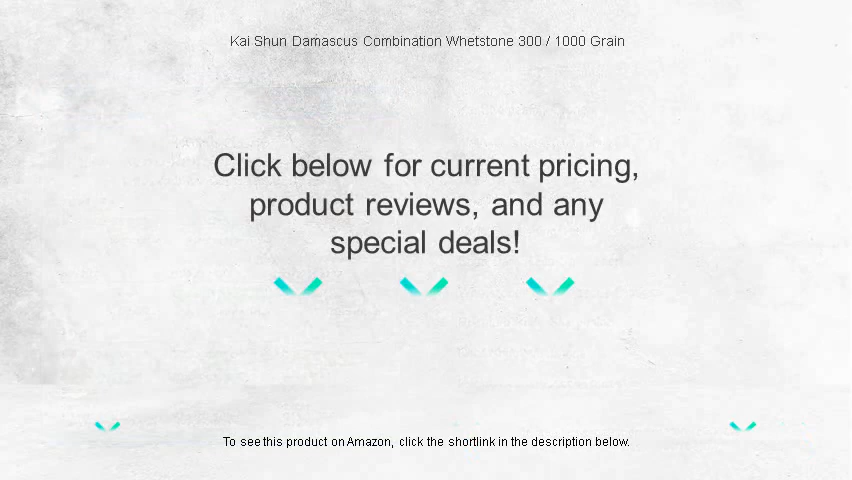 Kai Shun Damascus Combination Whetstone 300 / 1000 Grain
Click below for current pricing,
product reviews, and any
special deals!
To see this product on Amazon, click the shortlink in the description below.